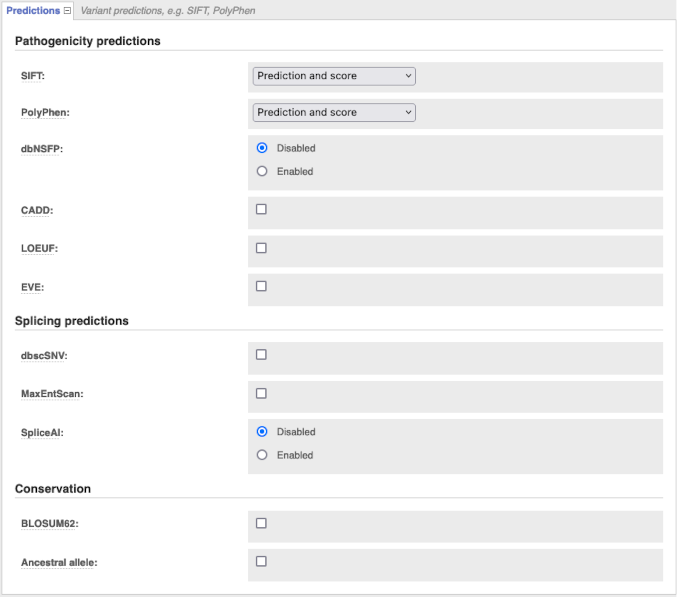 Predictions Variant predictions, e.g. SIFT, PolyPhen
Pathogenicity predictions
SIFT: Prediction and score
PolyPhen: Prediction and score
dbNSFP: Disabled
Enabled
CADD:
LOEUF:
EVE:
Splicing predictions
dbscSNV:
MaxEntScan:
SpliceAI: Disabled
Enabled
Conservation
BLOSUM62:
Ancestral allele: